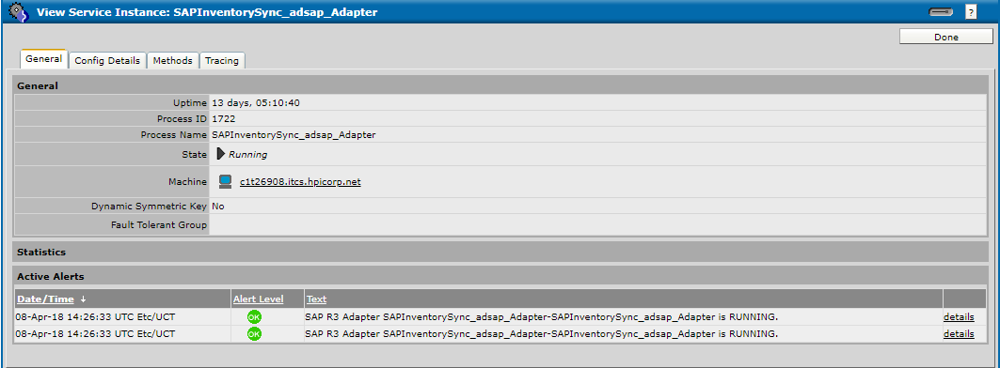 View Service Instance: SAPInventorySync_adsap_Adapter
?
Done
General Config Details Methods Tracing
General
Uptime 13 days, 05:10:40
Process ID 1722
Process Name SAPInventorySync_adsap_Adapter
State Running
Machine c1t26908.itcs.hpicorp.net
Dynamic Symmetric Key No
Fault Tolerant Group
Statistics
Active Alerts
Date/Time ↓ Alert Level Text
08-Apr-18 14:26:33 UTC Etc/UCT OK SAP R3 Adapter SAPInventorySync_adsap_Adapter-SAPInventorySync_adsap_Adapter is RUNNING. details
08-Apr-18 14:26:33 UTC Etc/UCT OK SAP R3 Adapter SAPInventorySync_adsap_Adapter-SAPInventorySync_adsap_Adapter is RUNNING. details